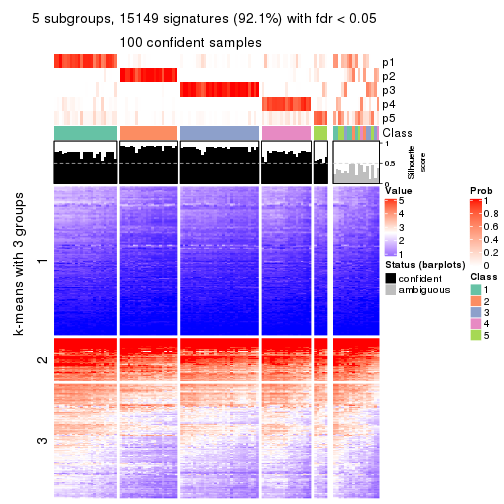 5 subgroups, 15149 signatures (92.1%) with fdr < 0.05
100 confident samples
p1
p2
p3
p4
p5
Class
1
0.5
0
Silhouette
score
k-means with 3 groups
1
2
3
Value
5
4
3
2
1
Status (barplots)
confident
ambiguous
Prob
1
0.8
0.6
0.4
0.2
0
Class
1
2
3
4
5